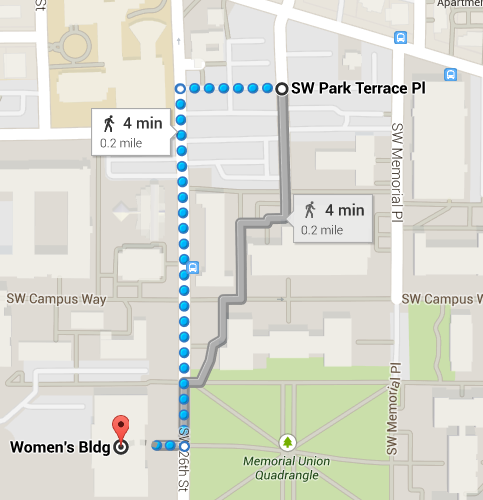 St
Apartment
SW Park Terrace Pl
4 min
0.2 mile
SW Memorial Pl
4 min
0.2 mile
SW Campus Way
SW Campus W
SW Memorial Pl
Women's Bldg
SW 26th St
Memorial Union
Quadrangle